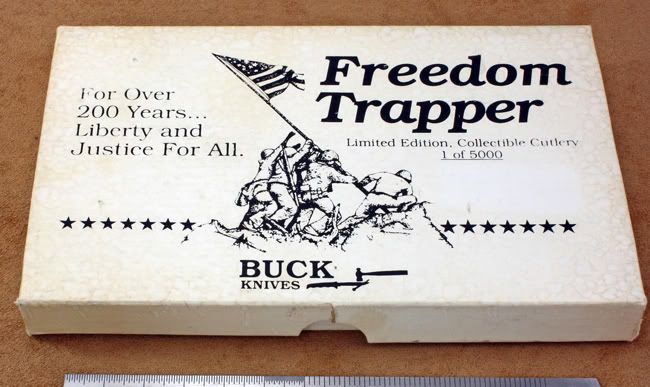 For Over
200 Years...
Liberty and
Justice For All.
Freedom
Trapper
Limited Edition, Collectible Cutlery
1 of 5000
BUCK
KNIVES